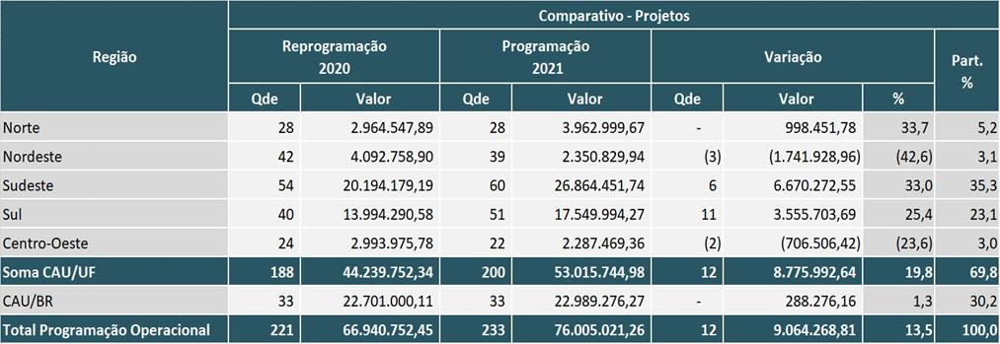 Comparativo - Projetos
Região
Reprogramação 2020
Programação 2021
Variação
Part. %
Qde Valor Qde Valor Qde Valor %
Norte 28 2.964.547,89 28 3.962.999,67 - 998.451,78 33,7 5,2
Nordeste 42 4.092.758,90 39 2.350.829,94 (3) (1.741.928,96) (42,6) 3,1
Sudeste 54 20.194.179,19 60 26.864.451,74 6 6.670.272,55 33,0 35,3
Sul 40 13.994.290,58 51 17.549.994,27 11 3.555.703,69 25,4 23,1
Centro-Oeste 24 2.993.975,78 22 2.287.469,36 (2) (706.506,42) (23,6) 3,0
Soma CAU/UF 188 44.239.752,34 200 53.015.744,98 12 8.775.992,64 19,8 69,8
CAU/BR 33 22.701.000,11 33 22.989.276,27 - 288.276,16 1,3 30,2
Total Programação Operacional 221 66.940.752,45 233 76.005.021,26 12 9.064.268,81 13,5 100,0